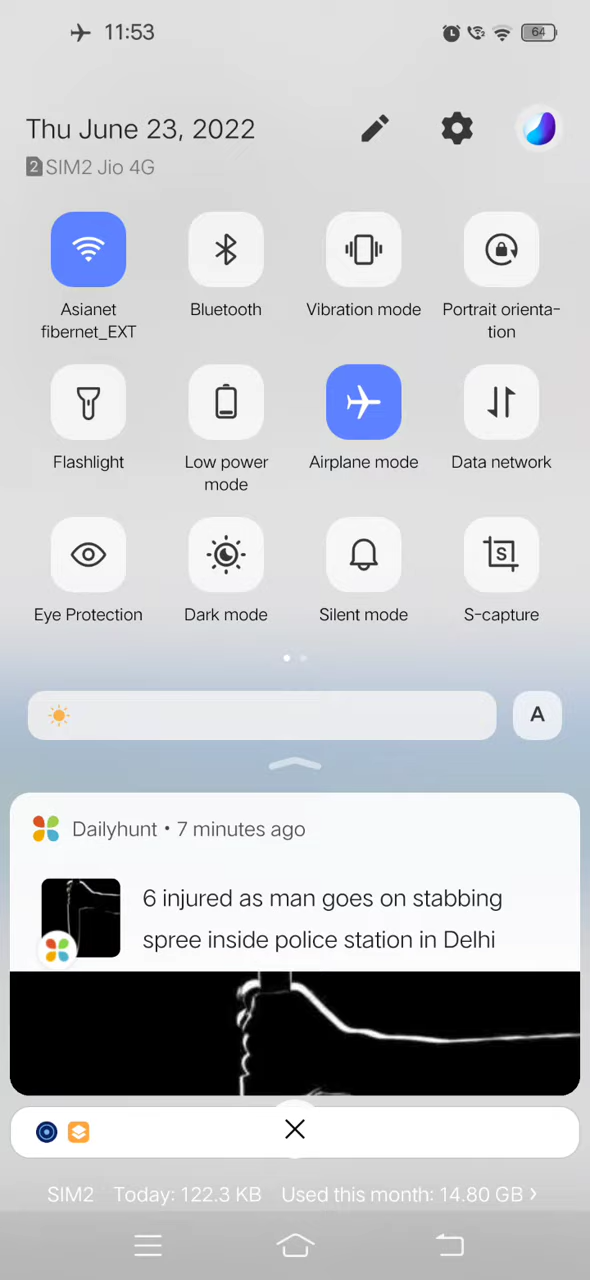 11:53
64
Thu June 23, 2022
2 SIM2 Jio 4G
Asianet
fibernet_EXT
Bluetooth
Vibration mode
Portrait orienta-
tion
Flashlight
Low power
mode
Airplane mode
Data network
S
Eye Protection
Dark mode
Silent mode
S-capture
A
Dailyhunt • 7 minutes ago
6 injured as man goes on stabbing
spree inside police station in Delhi
SIM2 Today: 122.3 KB Used this month: 14.80 GB >